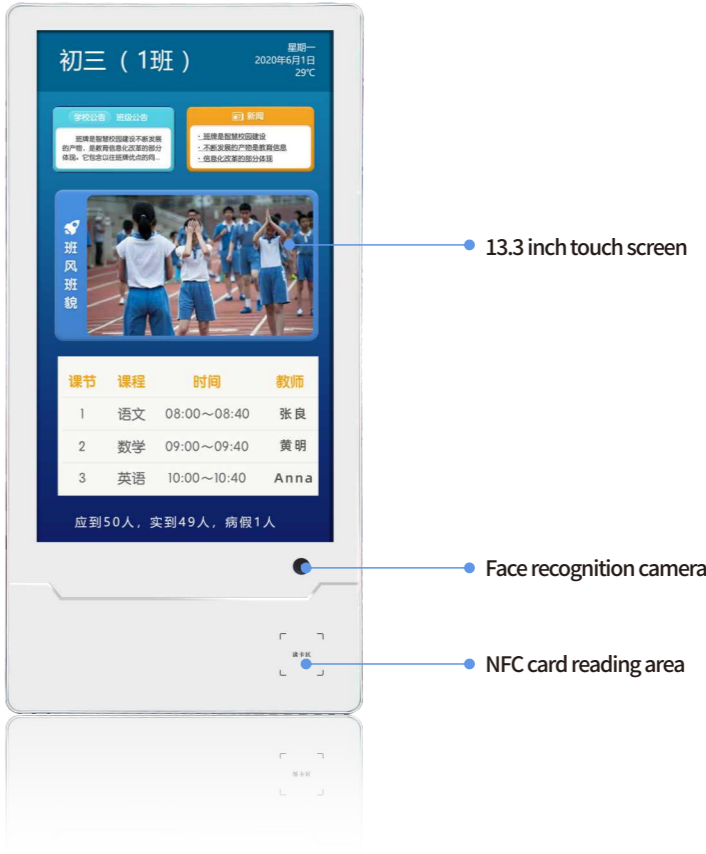 初三（1班）
星期一
2020年6月1日
29℃
学校公告 班级公告
班牌是智慧校园建设不断发展
的产物、是教育信息化改革的部分
体现。它包含以往班牌优点的同...
新闻
· 班牌是智慧校园建设
· 不断发展的产物是教育信息
· 信息化改革的部分体现
班风班貌
13.3 inch touch screen
课节 课程 时间 教师
1 语文 08:00～08:40 张良
2 数学 09:00～09:40 黄明
3 英语 10:00～10:40 Anna
应到50人，实到49人，病假1人
Face recognition camera
读卡区
NFC card reading area